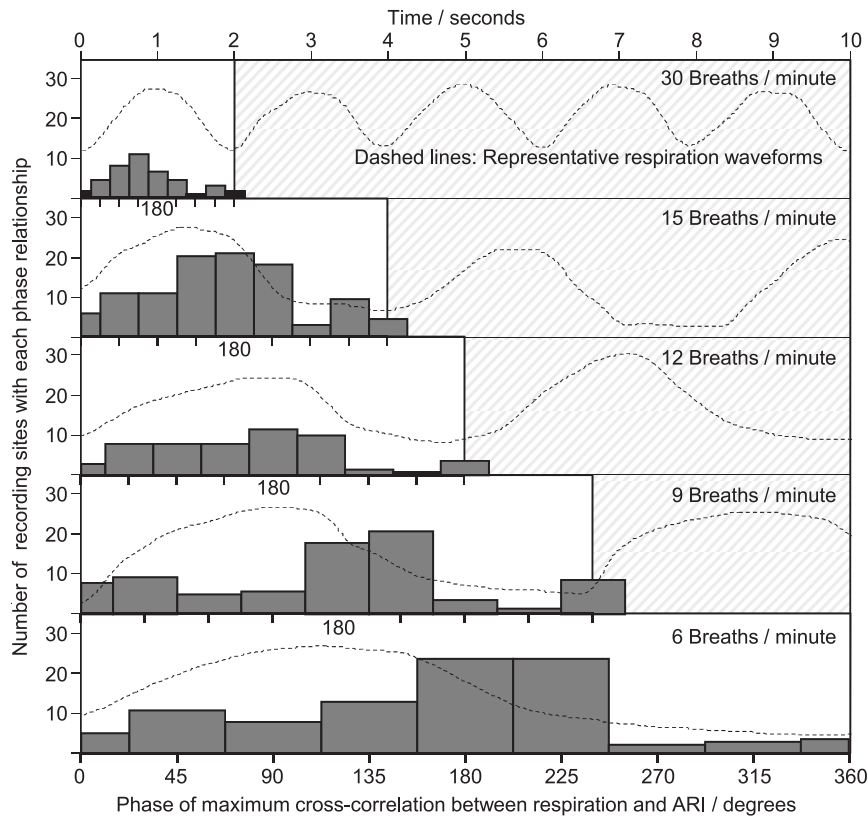 Time / seconds
0 1 2 3 4 5 6 7 8 9 10
30 Breaths / minute
30
20
10
Dashed lines: Representative respiration waveforms
180
15 Breaths / minute
30
20
10
180
12 Breaths / minute
30
20
10
180
9 Breaths / minute
30
20
10
180
6 Breaths / minute
30
20
10
0 45 90 135 180 225 270 315 360
Phase of maximum cross-correlation between respiration and ARI / degrees
Number of recording sites with each phase relationship